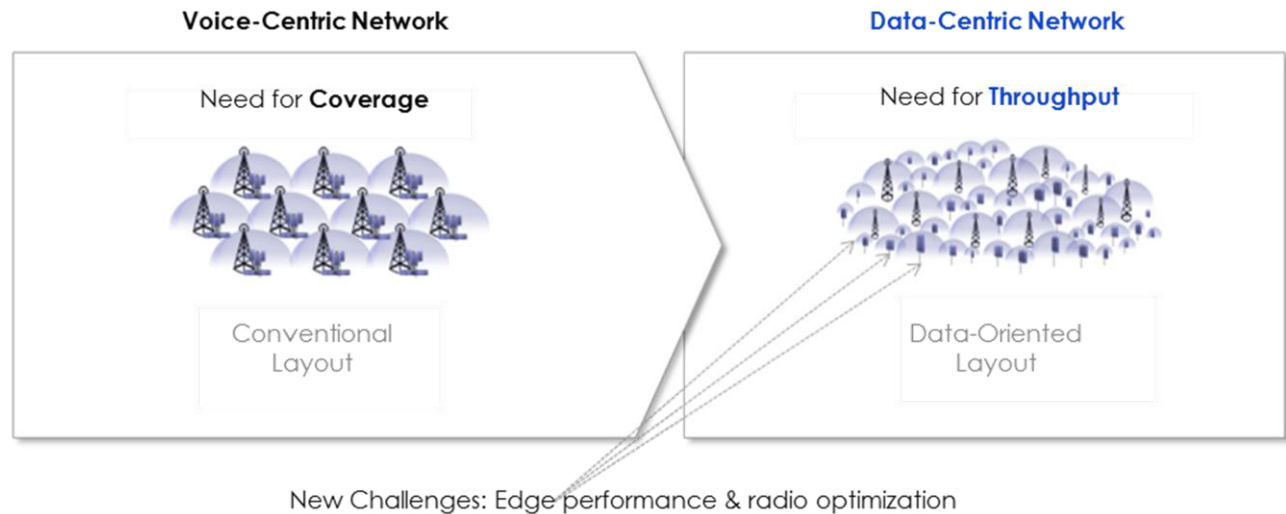 Voice-Centric Network
Data-Centric Network
Need for Coverage
Need for Throughput
Conventional
Layout
Data-Oriented
Layout
New Challenges: Edge performance & radio optimization